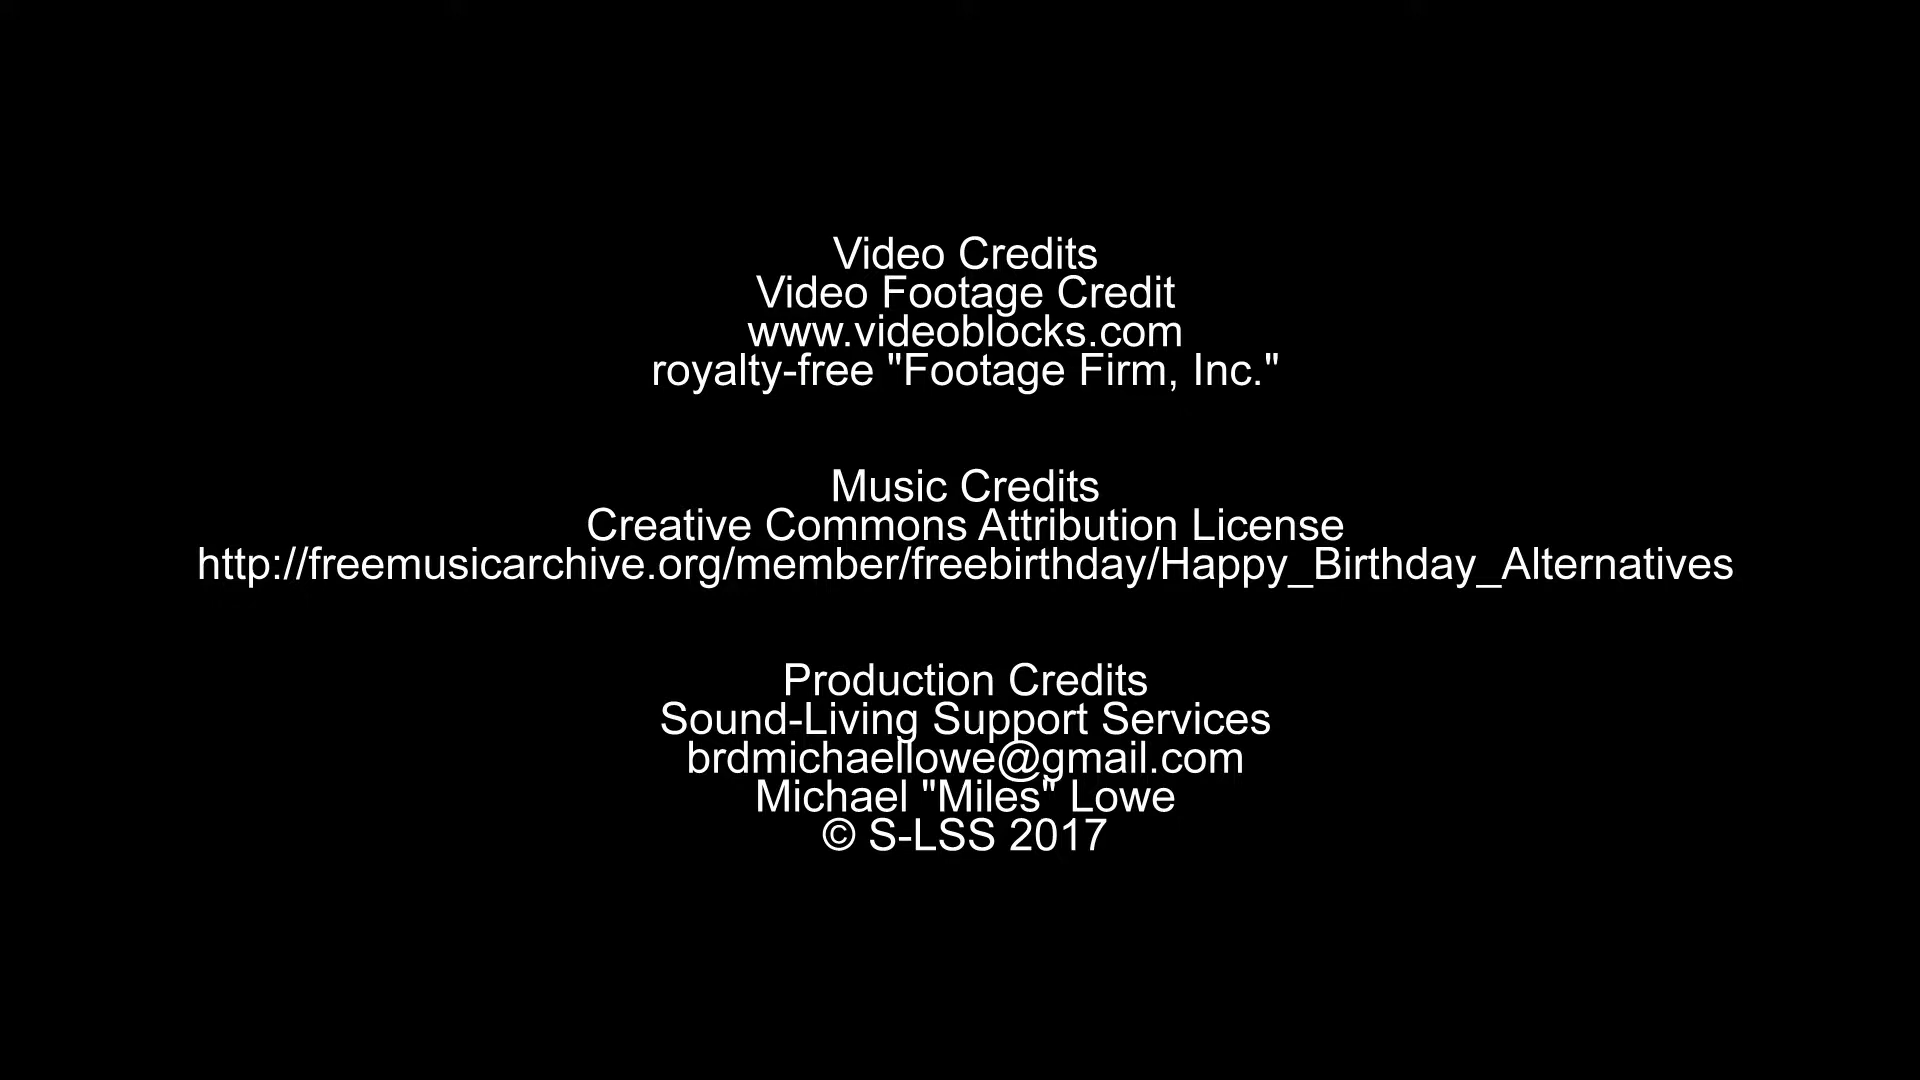 Video Credits
Video Footage Credit
www.videoblocks.com
royalty-free "Footage Firm, Inc."
Music Credits
Creative Commons Attribution License
http://freemusicarchive.org/member/freebirthday/Happy_Birthday_Alternatives
Production Credits
Sound-Living Support Services
brdmichaellowe@gmail.com
Michael "Miles" Lowe
© S-LSS 2017